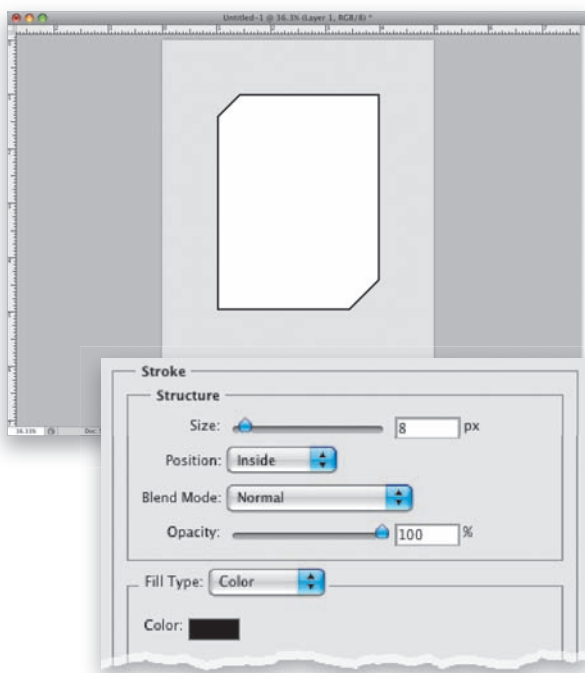 Untitled-1 @ 36.3% (Layer 1, RGB/8) *
Stroke
Structure
Size: 8 px
Position: Inside
Blend Mode: Normal
Opacity: 100 %
Fill Type: Color
Color: